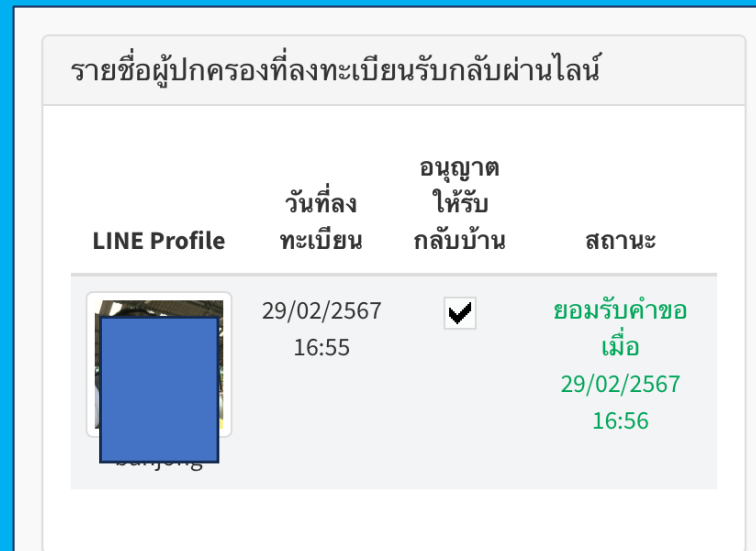 รายชื่อผู้ปกครองที่ลงทะเบียนรับกลับผ่านไลน์
LINE Profile
วันที่ลง
ทะเบียน
อนุญาต
ให้รับ
กลับบ้าน
สถานะ
29/02/2567
16:55
ยอมรับคำขอ
เมื่อ
29/02/2567
16:56